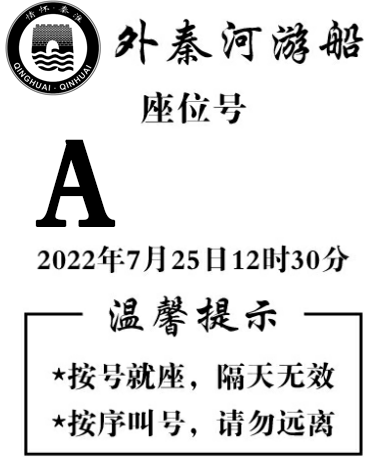 情怀·秦淮
QINGHUAI·QINHUAI
外秦河游船
座位号
A
2022年7月25日12时30分
温馨提示
*按号就座，隔天无效
*按序叫号，请勿远离